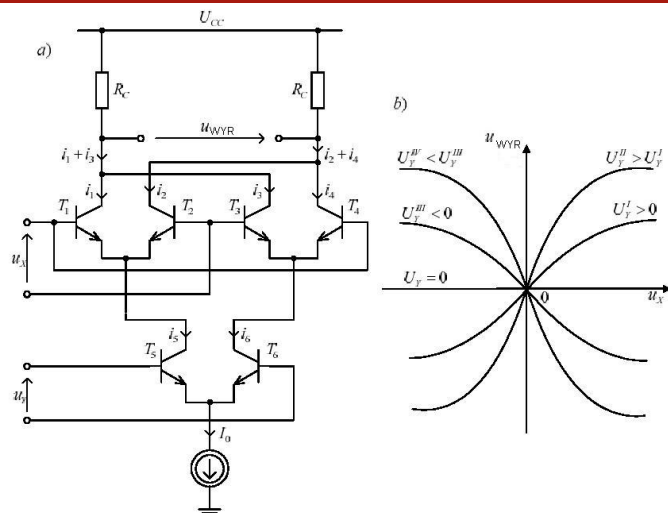 a)
U_CC
R_C
R_C
u_WYR
i_1 + i_3
i_2 + i_4
i_1
i_2
i_3
i_4
T_1
T_2
T_3
T_4
u_X
i_5
i_6
T_5
T_6
u_Y
I_0
b)
u_WYR
U_Y^IV < U_Y^III
U_Y^II > U_Y^I
U_Y^III < 0
U_Y^I > 0
U_Y = 0
0
u_X